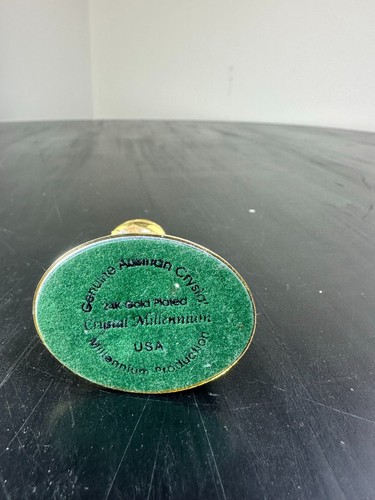 Genuine Austrian Crystal
24K Gold Plated
Crystal Millennium
USA
Millennium Production